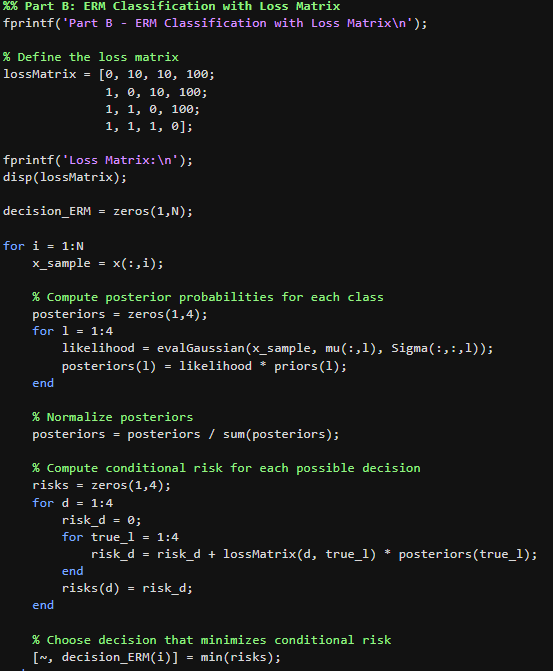 %% Part B: ERM Classification with Loss Matrix
fprintf('Part B - ERM Classification with Loss Matrix\n');

% Define the loss matrix
lossMatrix = [0, 10, 10, 100;
              1, 0, 10, 100;
              1, 1, 0, 100;
              1, 1, 1, 0];

fprintf('Loss Matrix:\n');
disp(lossMatrix);

decision_ERM = zeros(1,N);

for i = 1:N
    x_sample = x(:,i);

    % Compute posterior probabilities for each class
    posteriors = zeros(1,4);
    for l = 1:4
        likelihood = evalGaussian(x_sample, mu(:,l), Sigma(:,:,l));
        posteriors(l) = likelihood * priors(l);
    end

    % Normalize posteriors
    posteriors = posteriors / sum(posteriors);

    % Compute conditional risk for each possible decision
    risks = zeros(1,4);
    for d = 1:4
        risk_d = 0;
        for true_l = 1:4
            risk_d = risk_d + lossMatrix(d, true_l) * posteriors(true_l);
        end
        risks(d) = risk_d;
    end

    % Choose decision that minimizes conditional risk
    [~, decision_ERM(i)] = min(risks);